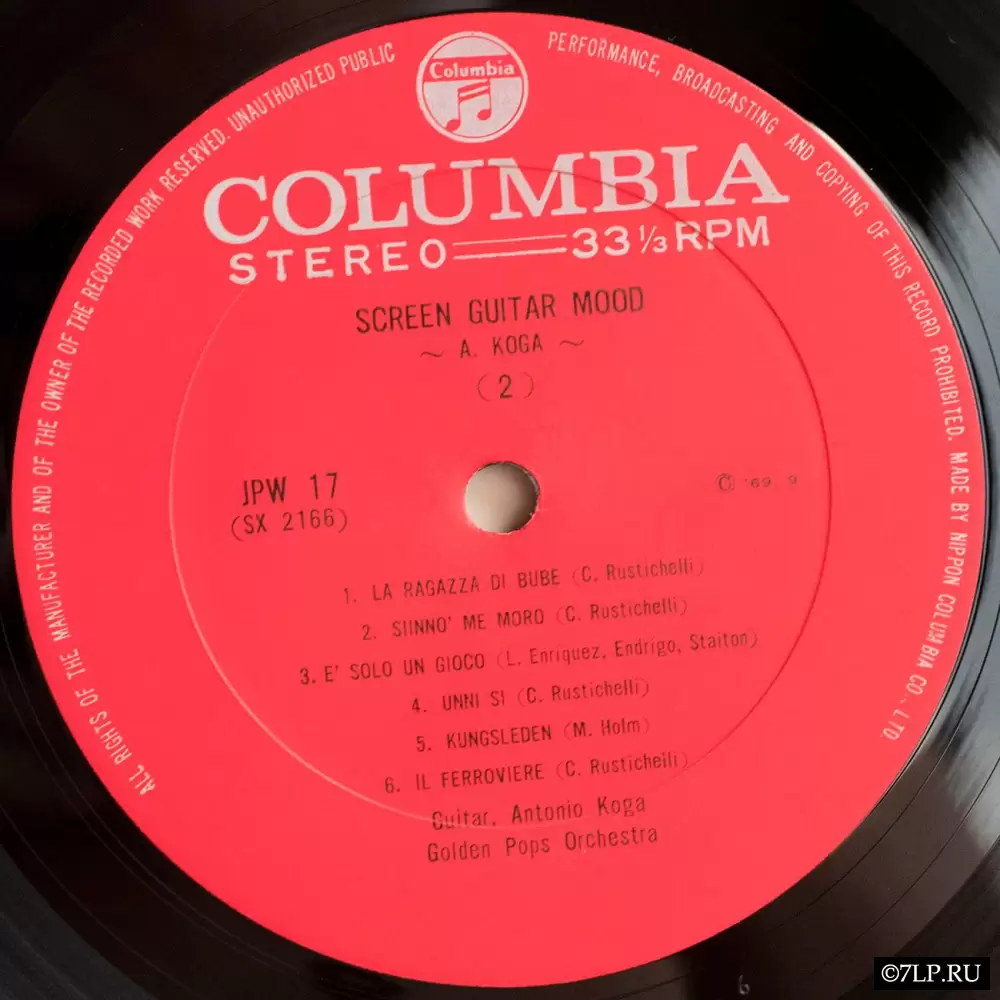 ALL RIGHTS OF THE MANUFACTURER AND OF THE OWNER OF THE RECORDED WORK RESERVED. UNAUTHORIZED PUBLIC PERFORMANCE, BROADCASTING AND COPYING OF THIS RECORD PROHIBITED. MADE BY NIPPON COLUMBIA CO., LTD.
Columbia
COLUMBIA
STEREO 33 1/3 RPM
SCREEN GUITAR MOOD
~ A. KOGA ~
(2)
JPW 17
(SX 2166)
© '69. 9
1. LA RAGAZZA DI BUBE (C. Rustichelli)
2. SIINNO' ME MORO (C. Rustichelli)
3. E' SOLO UN GIOCO (L. Enriquez, Endrigo, Staiton)
4. UNNI SI (C. Rustichelli)
5. KUNGSLEDEN (M. Holm)
6. IL FERROVIERE (C. Rustichelli)
Guitar, Antonio Koga
Golden Pops Orchestra
©7LP.RU